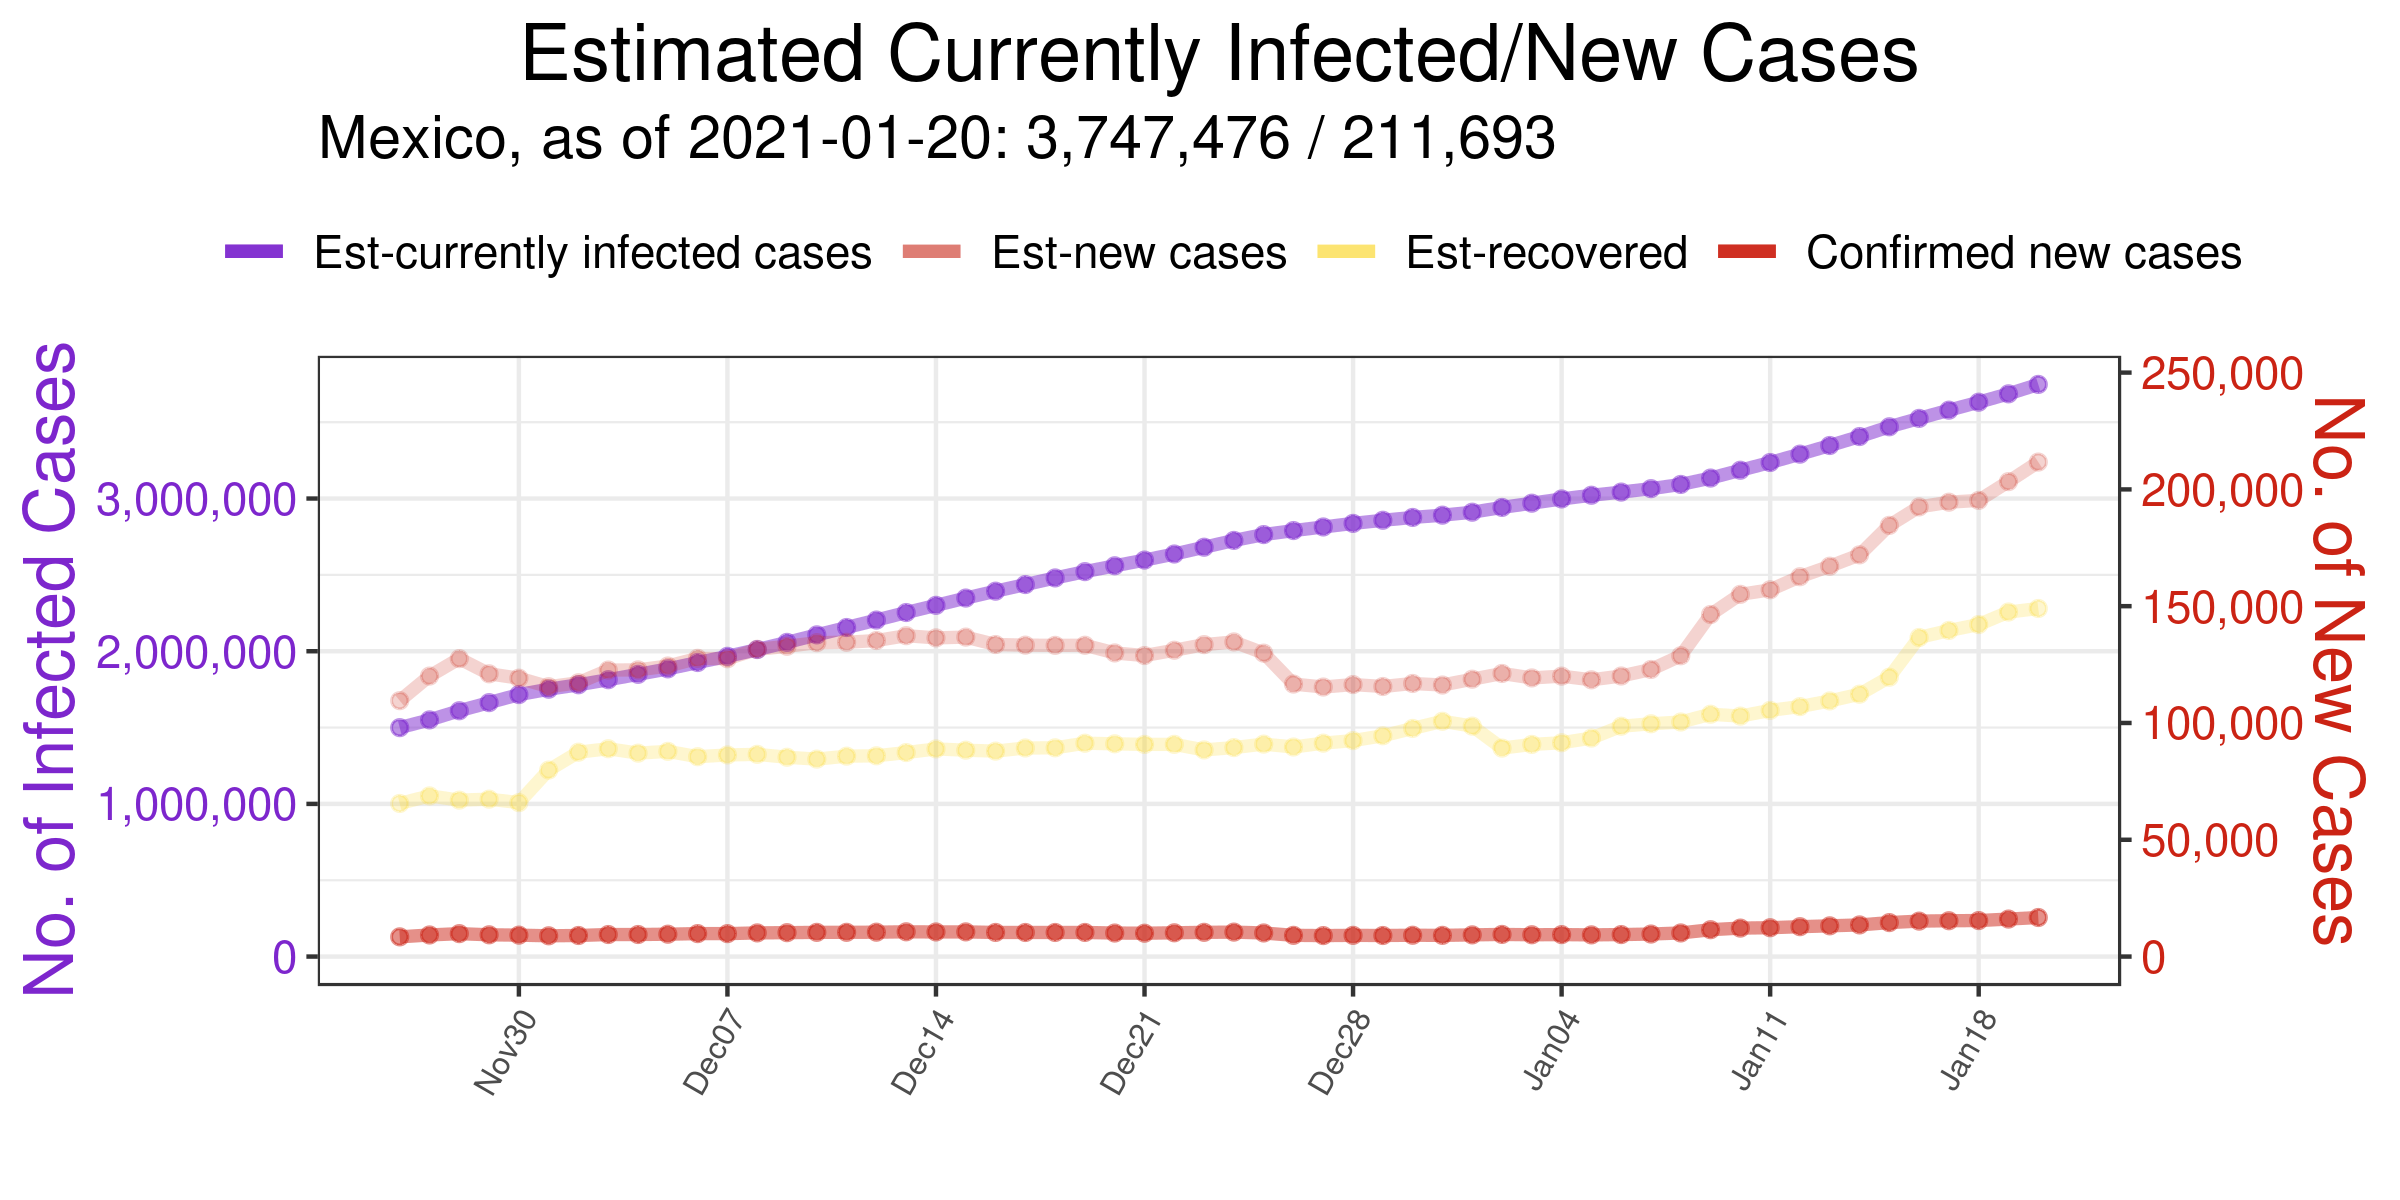 Estimated Currently Infected/New Cases
Mexico, as of 2021-01-20: 3,747,476 / 211,693
Est-currently infected cases Est-new cases Est-recovered Confirmed new cases
No. of Infected Cases
3,000,000
2,000,000
1,000,000
0
250,000
200,000
150,000
100,000
50,000
0
No. of New Cases
Nov30 Dec07 Dec14 Dec21 Dec28 Jan04 Jan11 Jan18